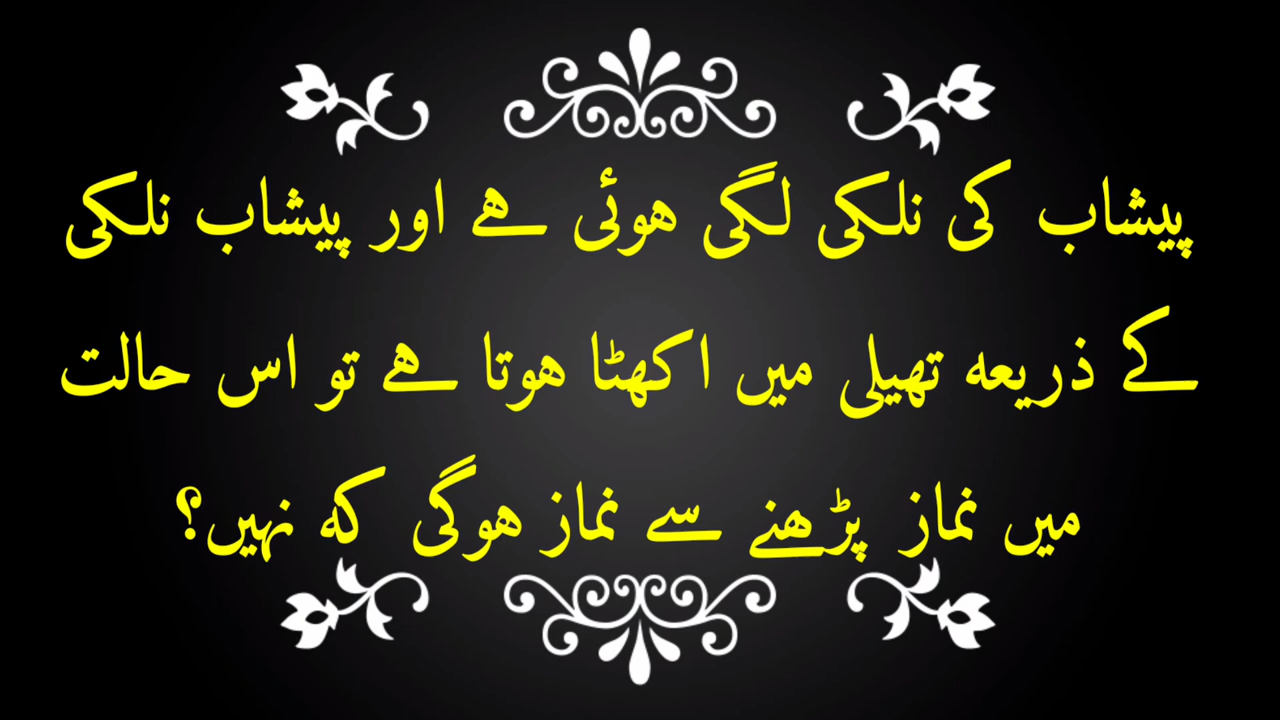 پیشاب کی نلکی لگی ہوئی ہے اور پیشاب نلکی
کے ذریعہ تھیلی میں اکھٹا ہوتا ہے تو اس حالت
میں نماز پڑھنے سے نماز ہوگی کہ نہیں؟